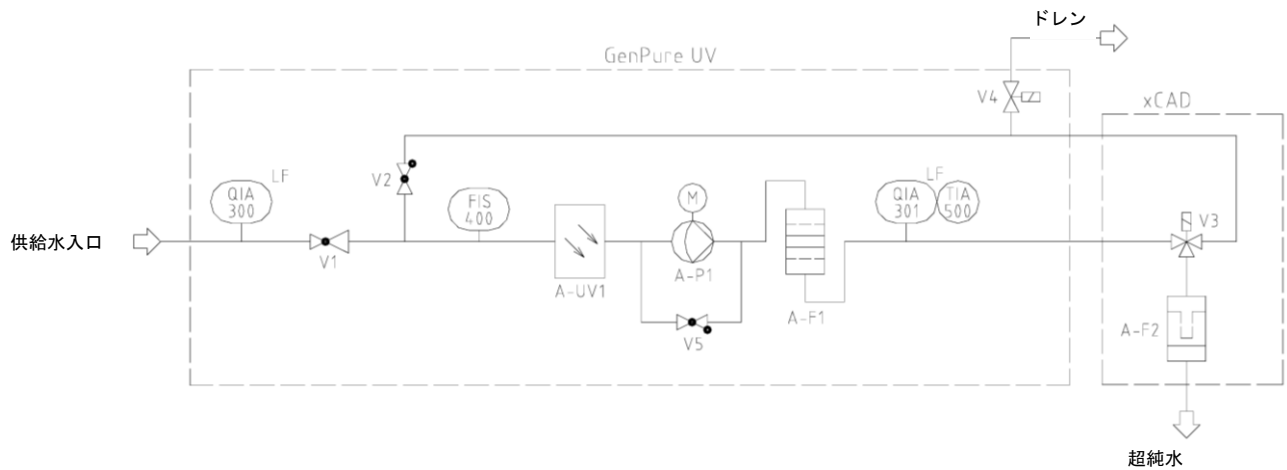 ドレン
GenPure UV
V4
xCAD
LF
QIA
300
V2
FIS
400
M
LF
QIA
301
TIA
500
供給水入口
V1
A-UV1
A-P1
V5
A-F1
V3
A-F2
超純水